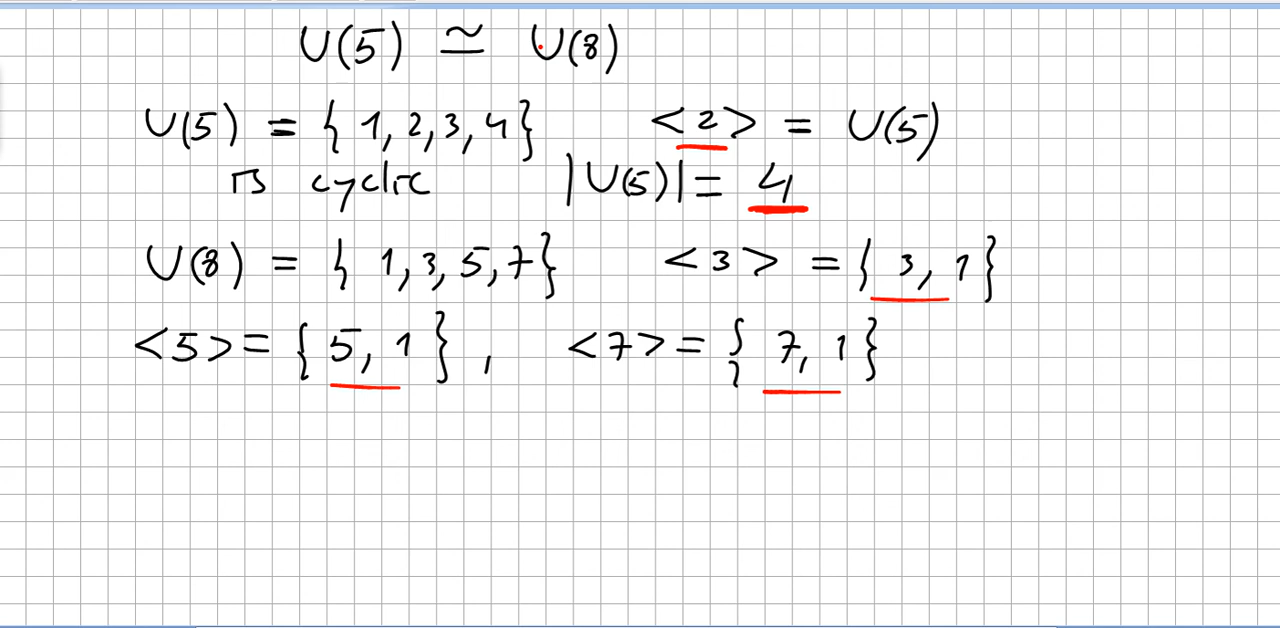 U(5) ≃ U(8)
U(5) = { 1, 2, 3, 4} <2> = U(5)
is cyclic |U(5)| = 4
U(8) = { 1, 3, 5, 7} <3> = { 3, 1}
<5> = { 5, 1 } , <7> = { 7, 1 }